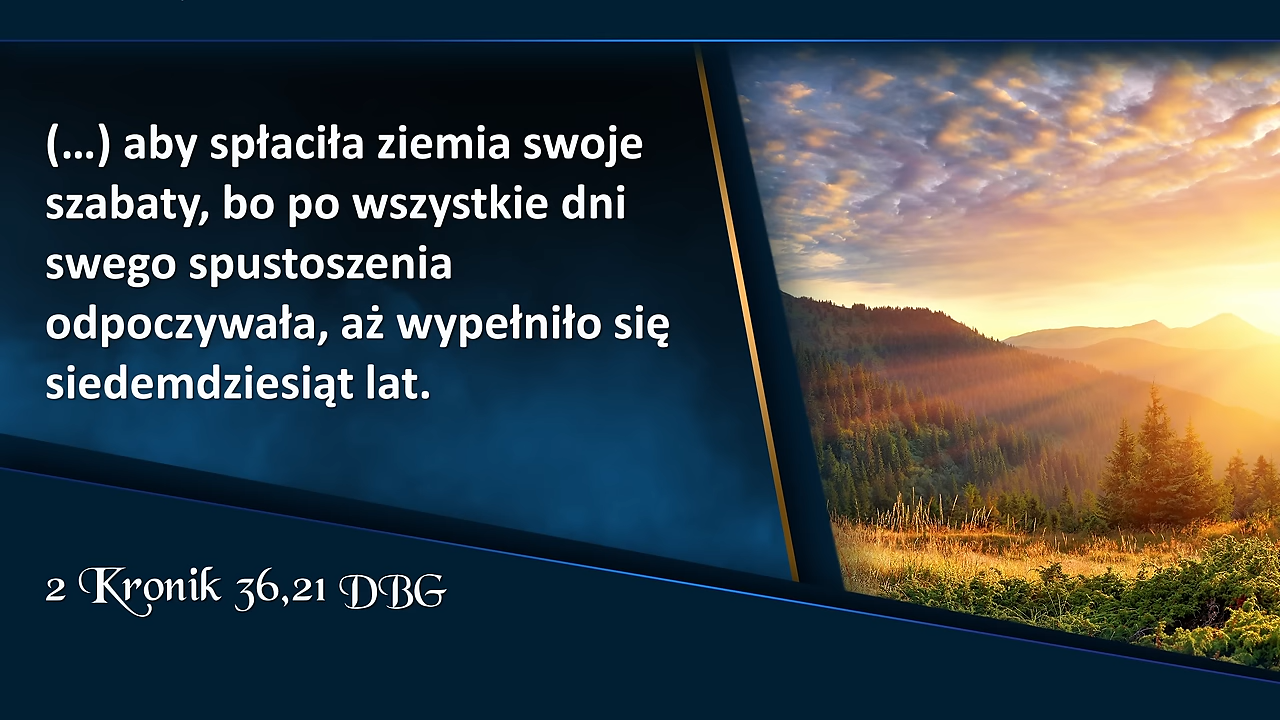 (...) aby spłaciła ziemia swoje
szabaty, bo po wszystkie dni
swego spustoszenia
odpoczywała, aż wypełniło się
siedemdziesiąt lat.
2 Kronik 36,21 DBG